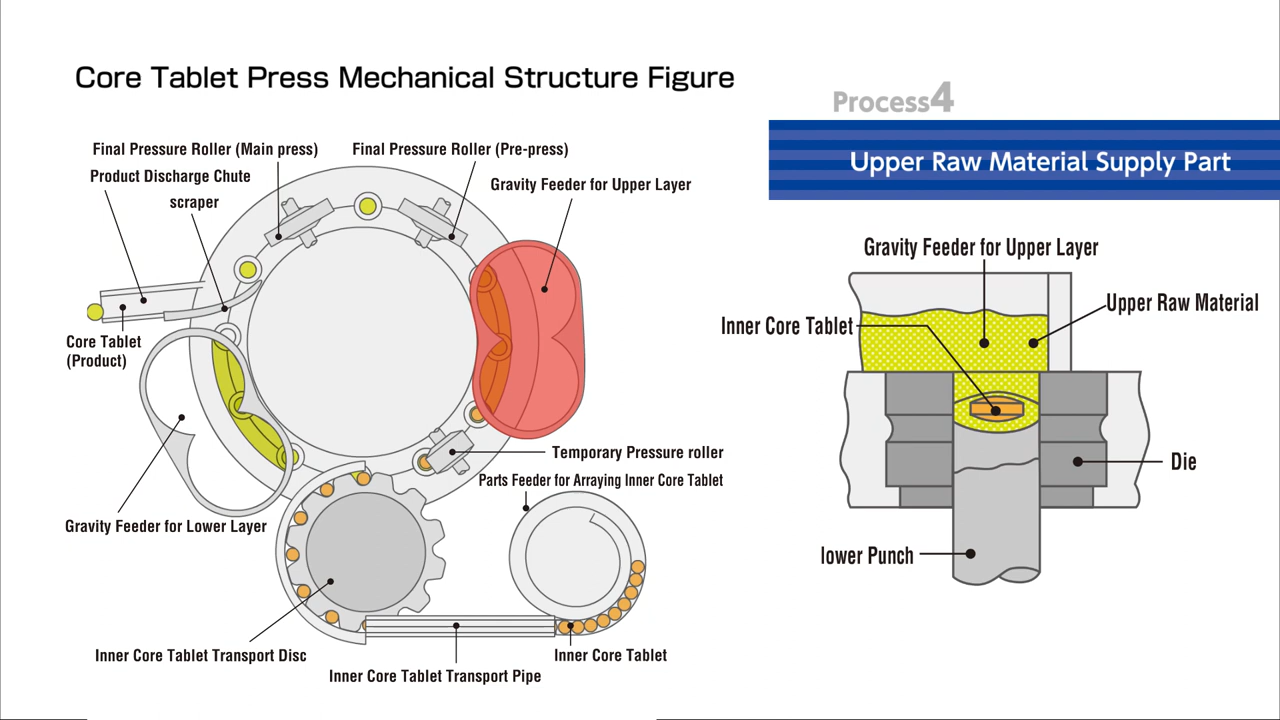 Core Tablet Press Mechanical Structure Figure
Process4
Upper Raw Material Supply Part
Final Pressure Roller (Main press)
Final Pressure Roller (Pre-press)
Product Discharge Chute
Gravity Feeder for Upper Layer
scraper
Core Tablet
(Product)
Temporary Pressure roller
Parts Feeder for Arraying Inner Core Tablet
Gravity Feeder for Lower Layer
Inner Core Tablet Transport Disc
Inner Core Tablet
Inner Core Tablet Transport Pipe
Gravity Feeder for Upper Layer
Upper Raw Material
Inner Core Tablet
Die
lower Punch